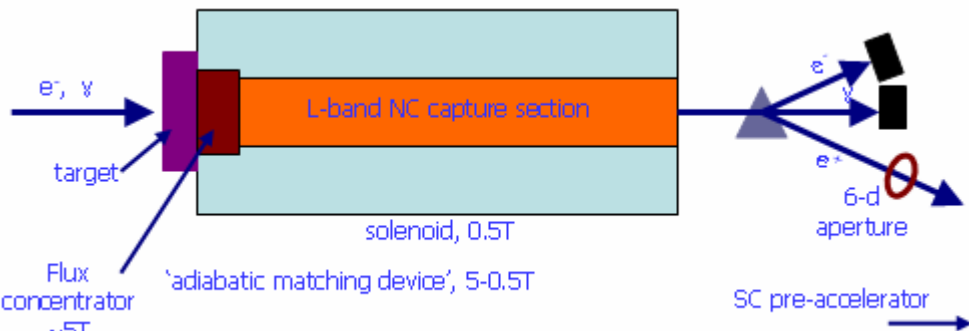 e⁻, γ
L-band NC capture section
e⁻
γ
e⁺
target
6-d
aperture
solenoid, 0.5T
Flux
concentrator
~5T
'adiabatic matching device', 5-0.5T
SC pre-accelerator